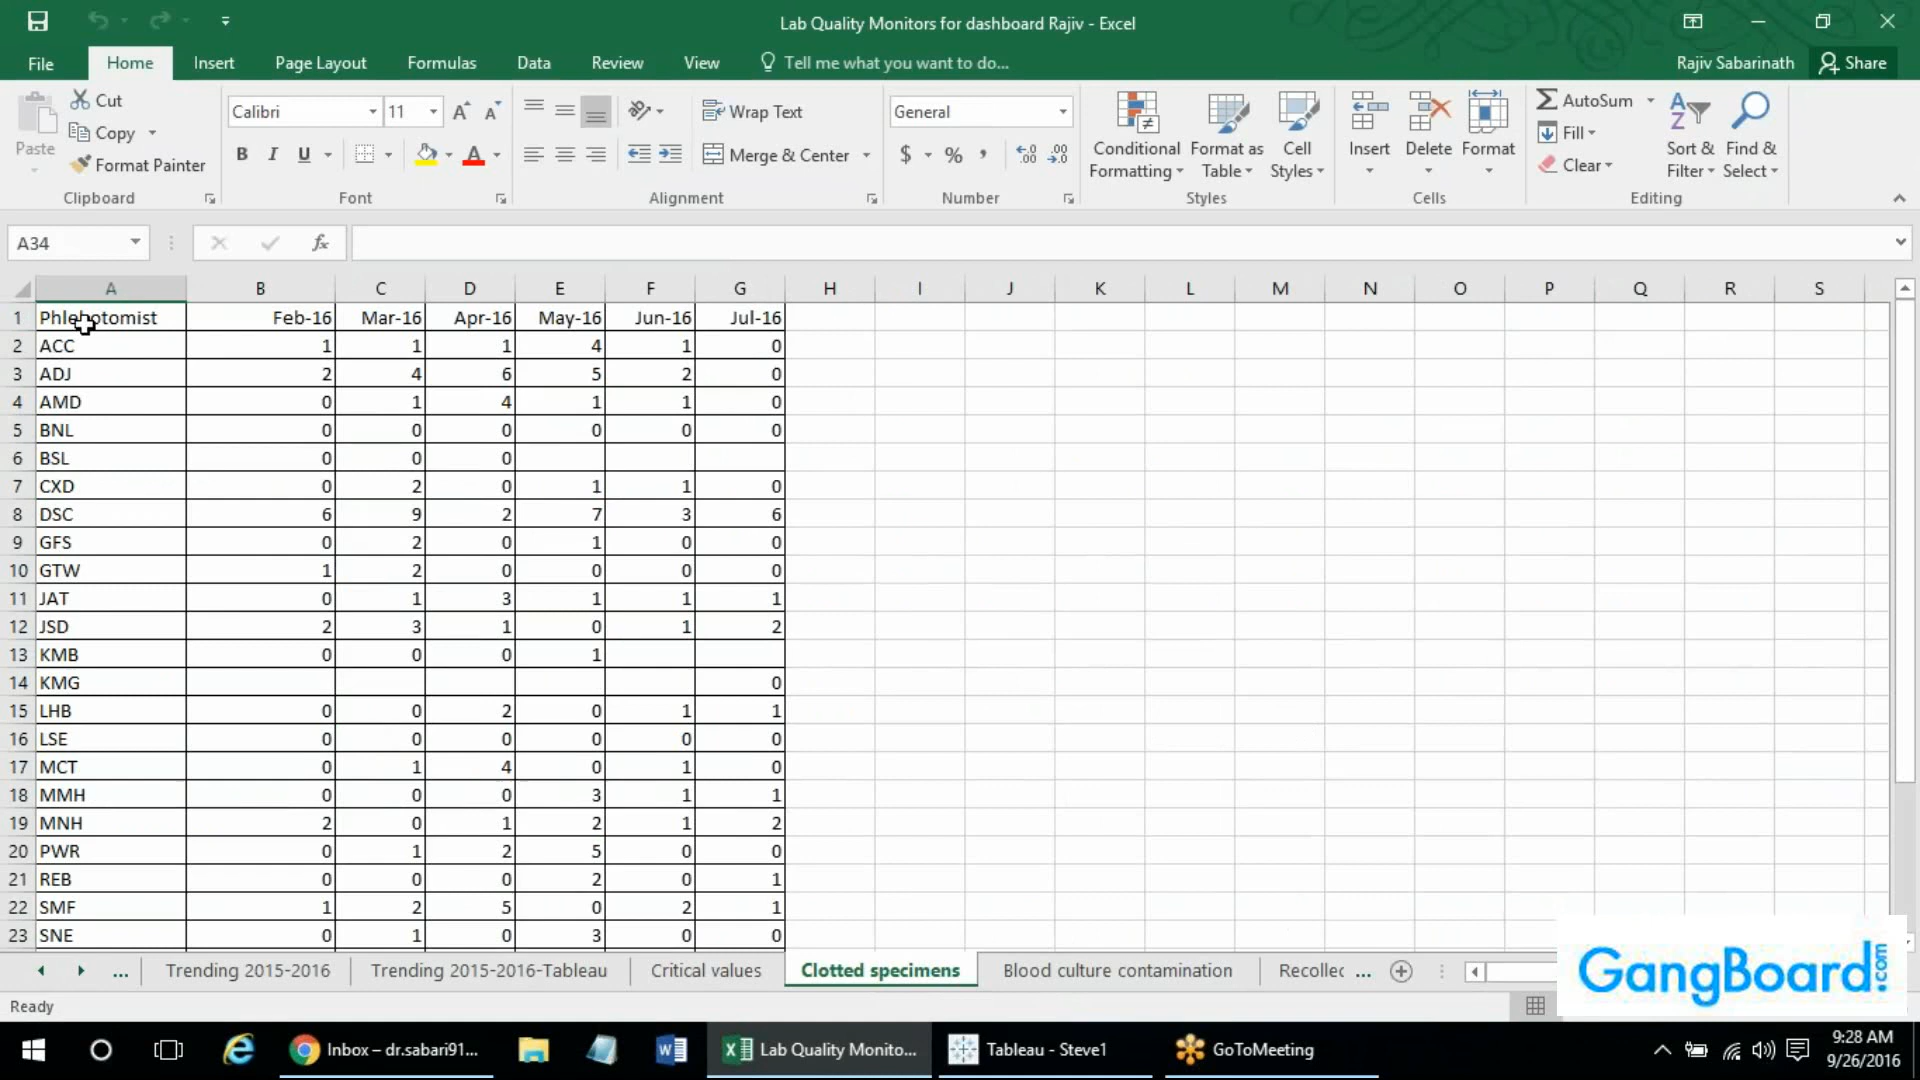 Lab Quality Monitors for dashboard Rajiv - Excel
File Home Insert Page Layout Formulas Data Review View Tell me what you want to do... Rajiv Sabarinath Share
Paste
Cut
Copy
Format Painter
Clipboard
Calibri 11
B I U A
Font
Wrap Text
Merge & Center
Alignment
General
$ % ,
Number
Conditional Formatting
Format as Table
Cell Styles
Styles
Insert Delete Format
Cells
AutoSum
Fill
Clear
Sort & Filter
Find & Select
Editing
A34 fx
A B C D E F G H I J K L M N O P Q R S
1 Phlebotomist Feb-16 Mar-16 Apr-16 May-16 Jun-16 Jul-16
2 ACC 1 1 1 4 1 0
3 ADJ 2 4 6 5 2 0
4 AMD 0 1 4 1 1 0
5 BNL 0 0 0 0 0 0
6 BSL 0 0 0
7 CXD 0 2 0 1 1 0
8 DSC 6 9 2 7 3 6
9 GFS 0 2 0 1 0 0
10 GTW 1 2 0 0 0 0
11 JAT 0 1 3 1 1 1
12 JSD 2 3 1 0 1 2
13 KMB 0 0 0 1
14 KMG 0
15 LHB 0 0 2 0 1 1
16 LSE 0 0 0 0 0 0
17 MCT 0 1 4 0 1 0
18 MMH 0 0 0 3 1 1
19 MNH 2 0 1 2 1 2
20 PWR 0 1 2 5 0 0
21 REB 0 0 0 2 0 1
22 SMF 1 2 5 0 2 1
23 SNE 0 1 0 3 0 0
... Trending 2015-2016 Trending 2015-2016-Tableau Critical values Clotted specimens Blood culture contamination Recollec ...
GangBoard.com
Ready
Inbox – dr.sabari91... Lab Quality Monito... Tableau - Steve1 GoToMeeting
9:28 AM
9/26/2016